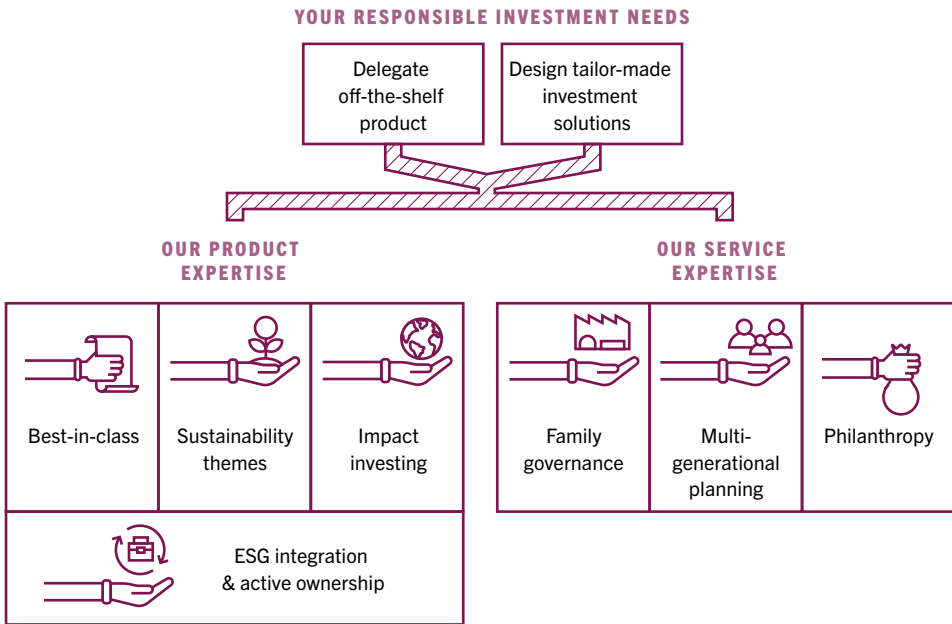 YOUR RESPONSIBLE INVESTMENT NEEDS
Delegate
off-the-shelf
product
Design tailor-made
investment
solutions
OUR PRODUCT
EXPERTISE
OUR SERVICE
EXPERTISE
Best-in-class
Sustainability
themes
Impact
investing
Family
governance
Multi-
generational
planning
Philanthropy
ESG integration
& active ownership